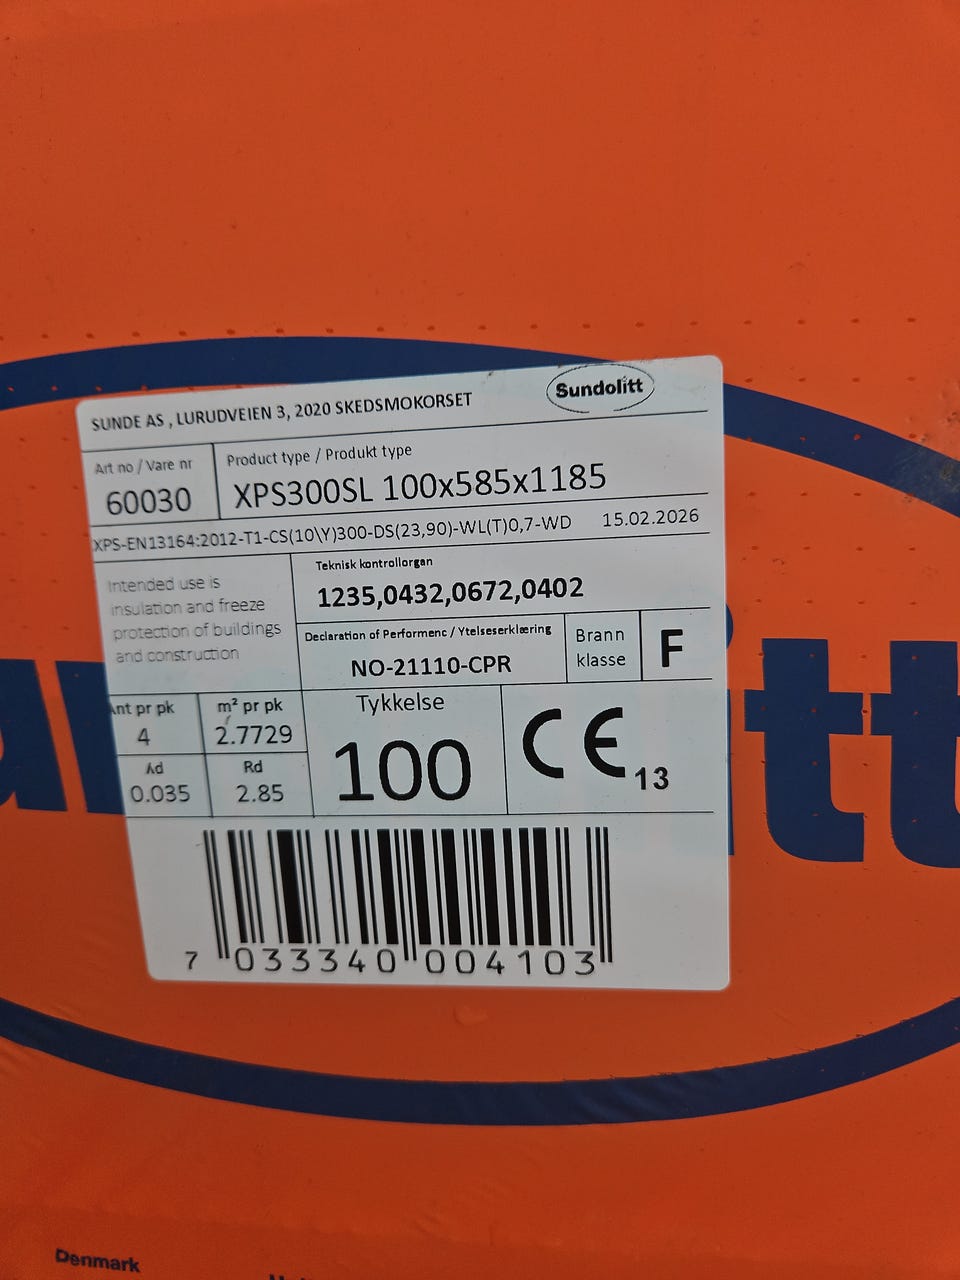 SUNDE AS , LURUDVEIEN 3, 2020 SKEDSMOKORSET
Sundolitt
Art no / Vare nr
60030
Product type / Produkt type
XPS300SL 100x585x1185
XPS-EN13164:2012-T1-CS(10\Y)300-DS(23,90)-WL(T)0,7-WD
15.02.2026
Intended use is
insulation and freeze
protection of buildings
and construction
Teknisk kontrollorgan
1235,0432,0672,0402
Declaration of Performenc / Ytelseserklæring
NO-21110-CPR
Brann
klasse
F
Ant pr pk
4
m² pr pk
2.7729
λd
0.035
Rd
2.85
Tykkelse
100
CE
13
7 033340 004103
tt
Denmark